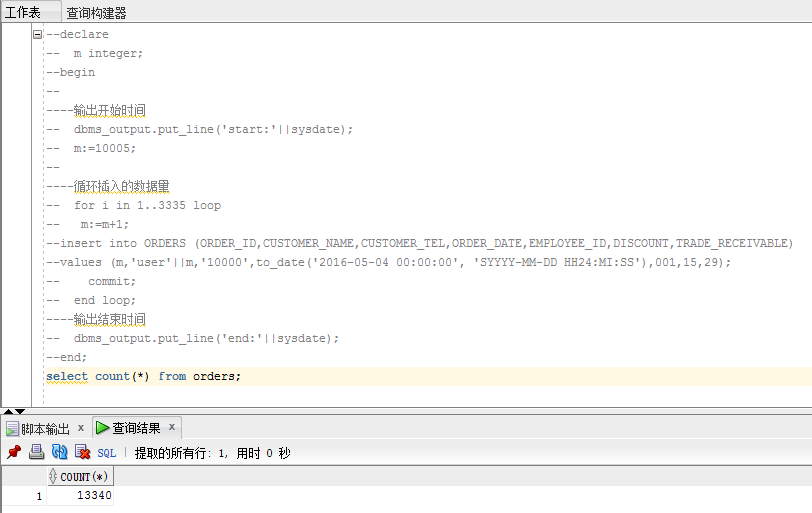 工作表 查询构建器
--declare
--  m integer;
--begin
--
----输出开始时间
--  dbms_output.put_line('start:'||sysdate);
--  m:=10005;
--
----循环插入的数据量
--  for i in 1..3335 loop
--   m:=m+1;
--insert into ORDERS (ORDER_ID,CUSTOMER_NAME,CUSTOMER_TEL,ORDER_DATE,EMPLOYEE_ID,DISCOUNT,TRADE_RECEIVABLE)
--values (m,'user'||m,'10000',to_date('2016-05-04 00:00:00', 'SYYYY-MM-DD HH24:MI:SS'),001,15,29);
--    commit;
--  end loop;
----输出结束时间
--  dbms_output.put_line('end:'||sysdate);
--end;
select count(*) from orders;
脚本输出 x 查询结果 x
SQL | 提取的所有行: 1, 用时 0 秒
COUNT(*)
1 13340